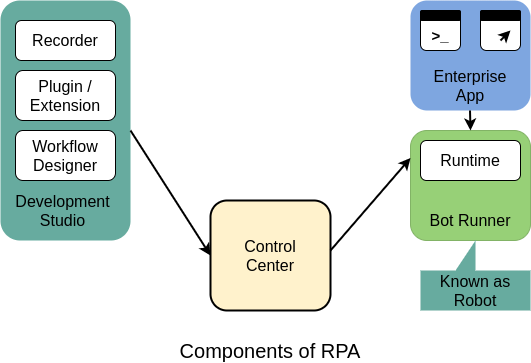 Recorder
Plugin /
Extension
Workflow
Designer
Development
Studio
Control
Center
>_
Enterprise
App
Runtime
Bot Runner
Known as
Robot
Components of RPA